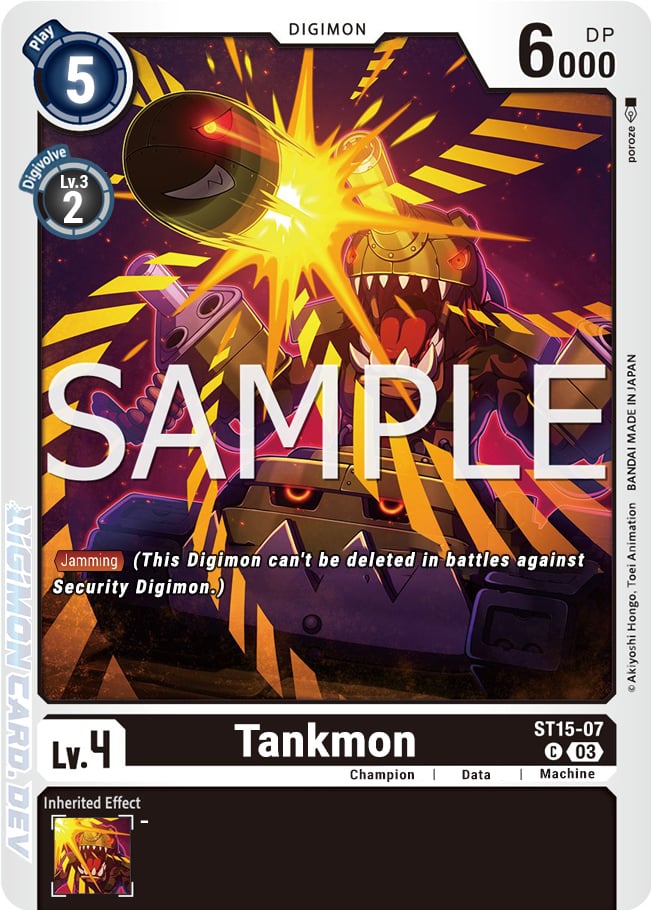 DIGIMON
Play
5
6000
DP
Digivolve
Lv.3
2
poroze
SAMPLE
Jamming (This Digimon can't be deleted in battles against
Security Digimon.)
© Akiyoshi Hongo, Toei Animation BANDAI MADE IN JAPAN
DIGIMONCARD.DEV
Lv.4
Tankmon
ST15-07
C 03
Champion | Data | Machine
Inherited Effect
-